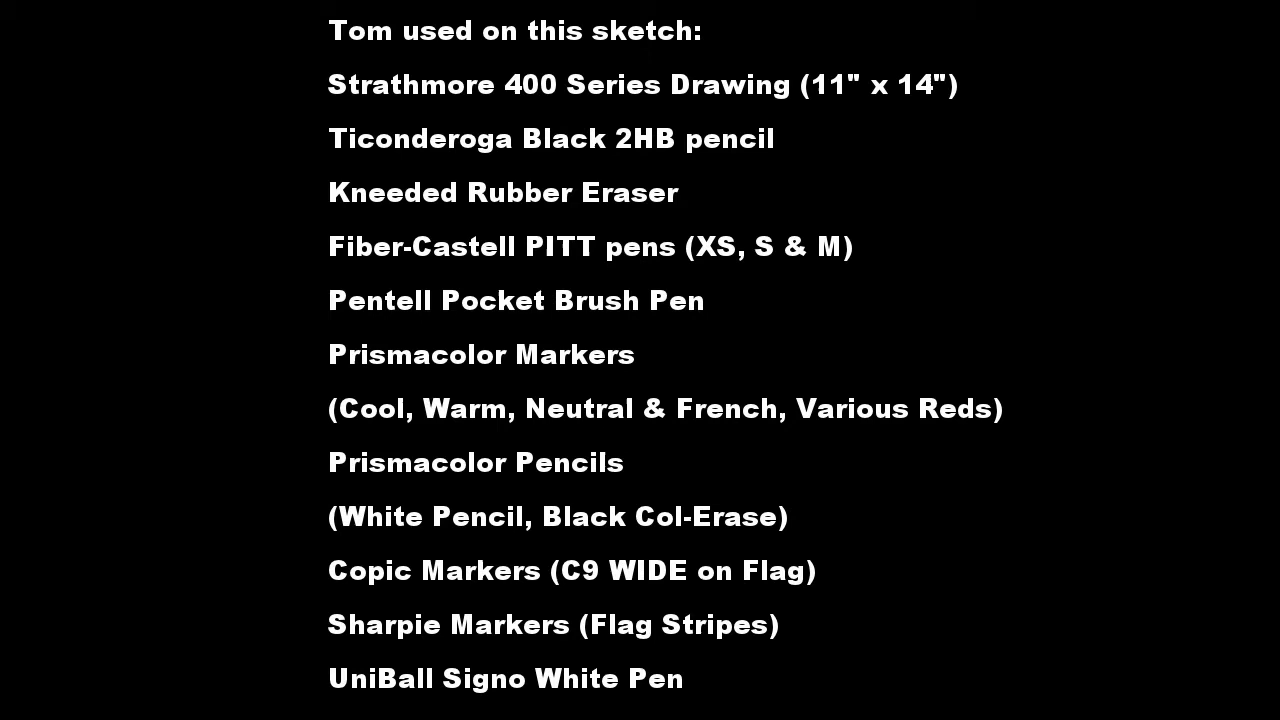 Tom used on this sketch:
Strathmore 400 Series Drawing (11" x 14")
Ticonderoga Black 2HB pencil
Kneeded Rubber Eraser
Fiber-Castell PITT pens (XS, S & M)
Pentell Pocket Brush Pen
Prismacolor Markers
(Cool, Warm, Neutral & French, Various Reds)
Prismacolor Pencils
(White Pencil, Black Col-Erase)
Copic Markers (C9 WIDE on Flag)
Sharpie Markers (Flag Stripes)
UniBall Signo White Pen